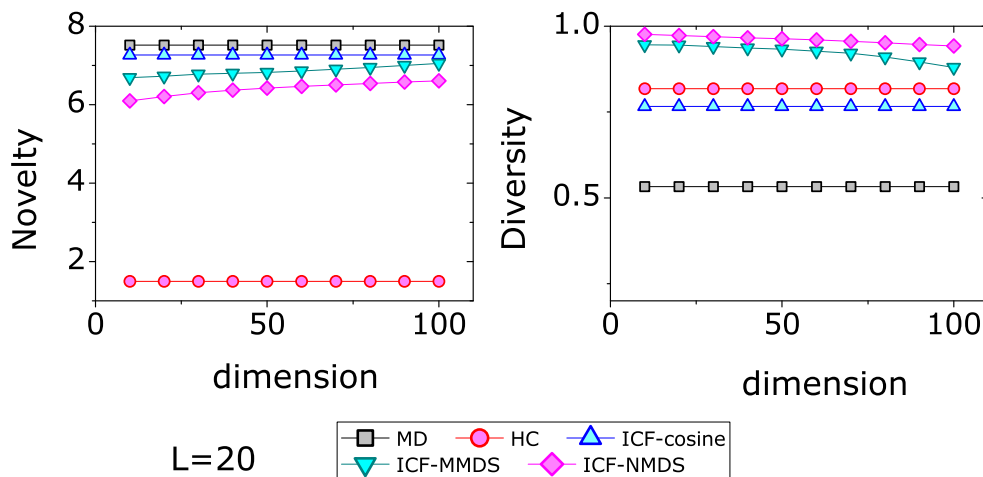 8
6
4
2
Novelty
0
50
100
dimension
1.0
0.5
Diversity
0
50
100
dimension
L=20
MD
HC
ICF-cosine
ICF-MMDS
ICF-NMDS